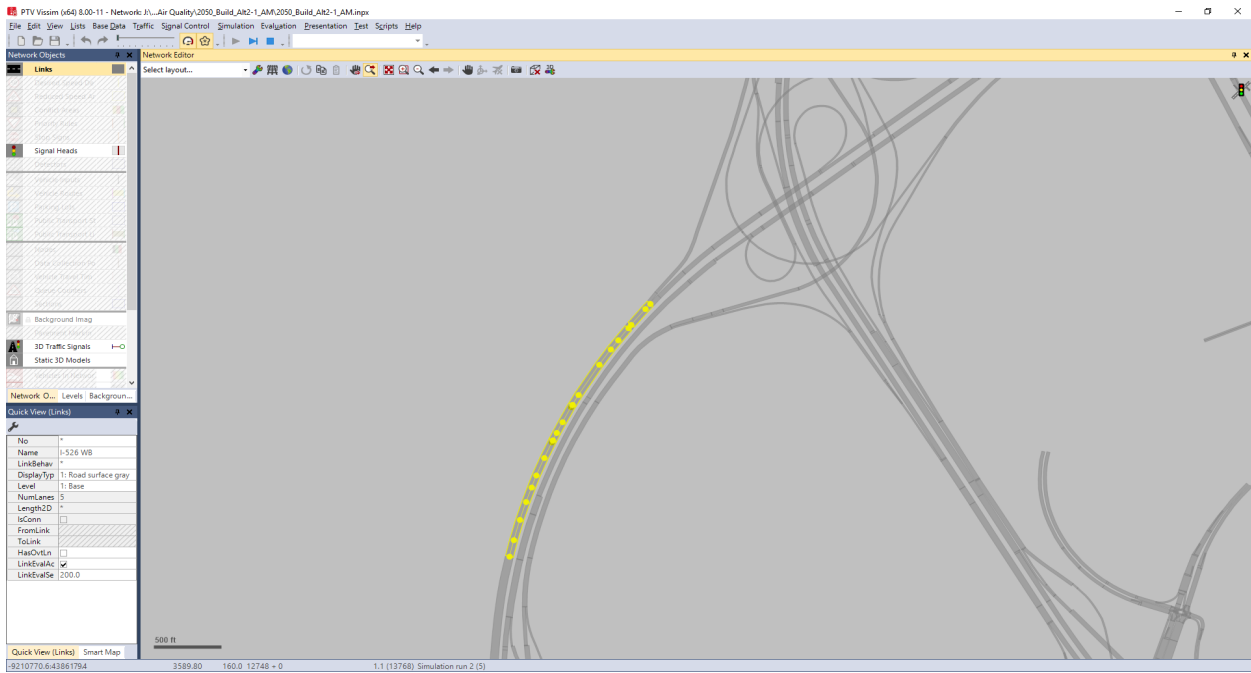 PTV Vissim (x64) 8.00-11 - Network: J:\...Air Quality\2050_Build_Alt2-1_AM\2050_Build_Alt2-1_AM.inpx
File Edit View Lists Base Data Traffic Signal Control Simulation Evaluation Presentation Test Scripts Help
Network Objects
Network Editor
Select layout...
Links
Signal Heads
Background Imag
3D Traffic Signals
Static 3D Models
Network O... Levels Backgroun...
Quick View (Links)
No *
Name I-526 WB
LinkBehav *
DisplayTyp 1: Road surface gray
Level 1: Base
NumLanes 5
Length2D *
IsConn
FromLink
ToLink
HasOvtLn
LinkEvalAc
LinkEvalSe 200.0
500 ft
Quick View (Links) Smart Map
-9210770.6:4386179.4 3589.80 160.0 12748 + 0 1.1 (13768) Simulation run 2 (5)